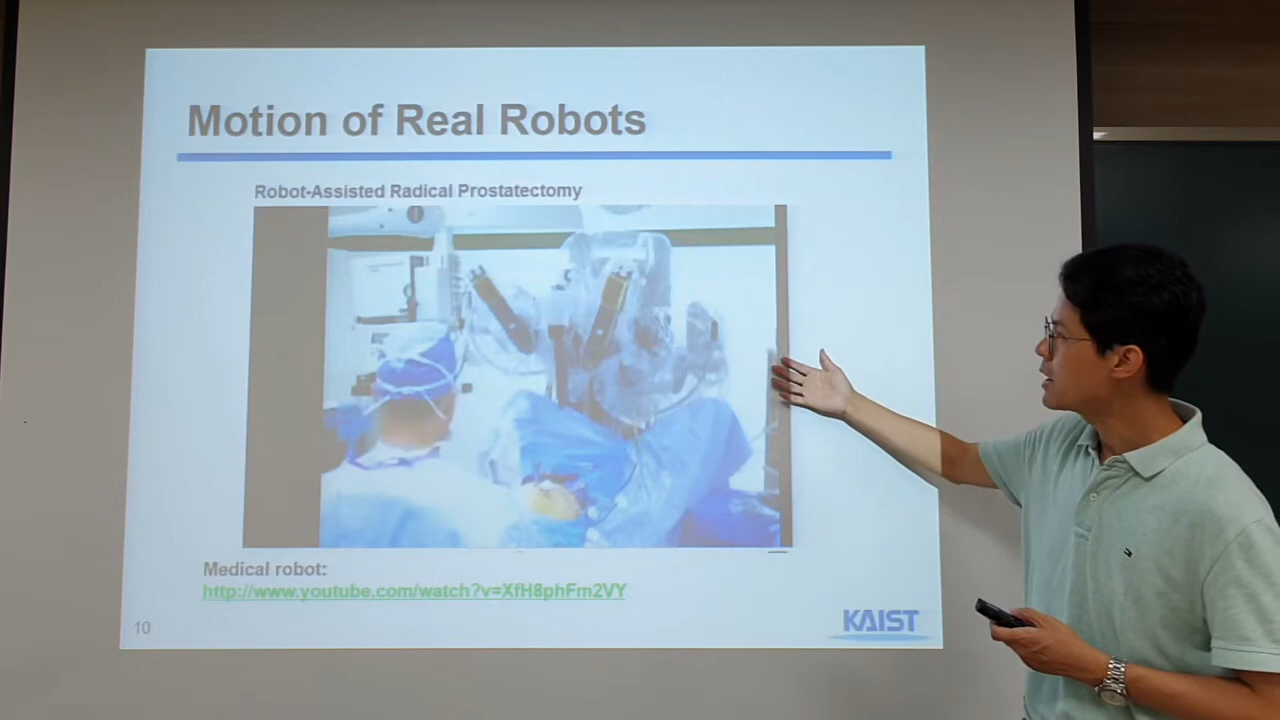 Motion of Real Robots
Robot-Assisted Radical Prostatectomy
Medical robot:
http://www.youtube.com/watch?v=XfH8phFm2VY
10
KAIST